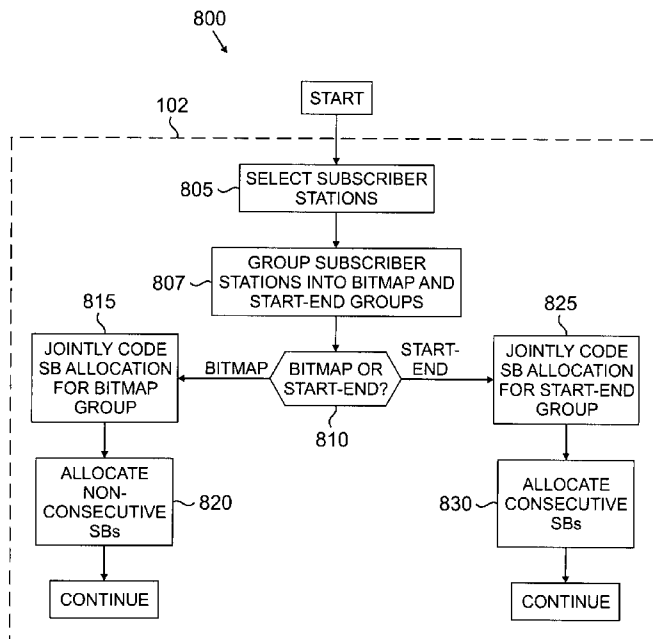 800
START
102
805
SELECT SUBSCRIBER
STATIONS
807
GROUP SUBSCRIBER
STATIONS INTO BITMAP AND
START-END GROUPS
815
825
JOINTLY CODE
SB ALLOCATION
FOR BITMAP
GROUP
BITMAP
BITMAP OR
START-END?
810
START-
END
JOINTLY CODE
SB ALLOCATION
FOR START-END
GROUP
ALLOCATE
NON-
CONSECUTIVE
SBs
820
830
ALLOCATE
CONSECUTIVE
SBs
CONTINUE
CONTINUE